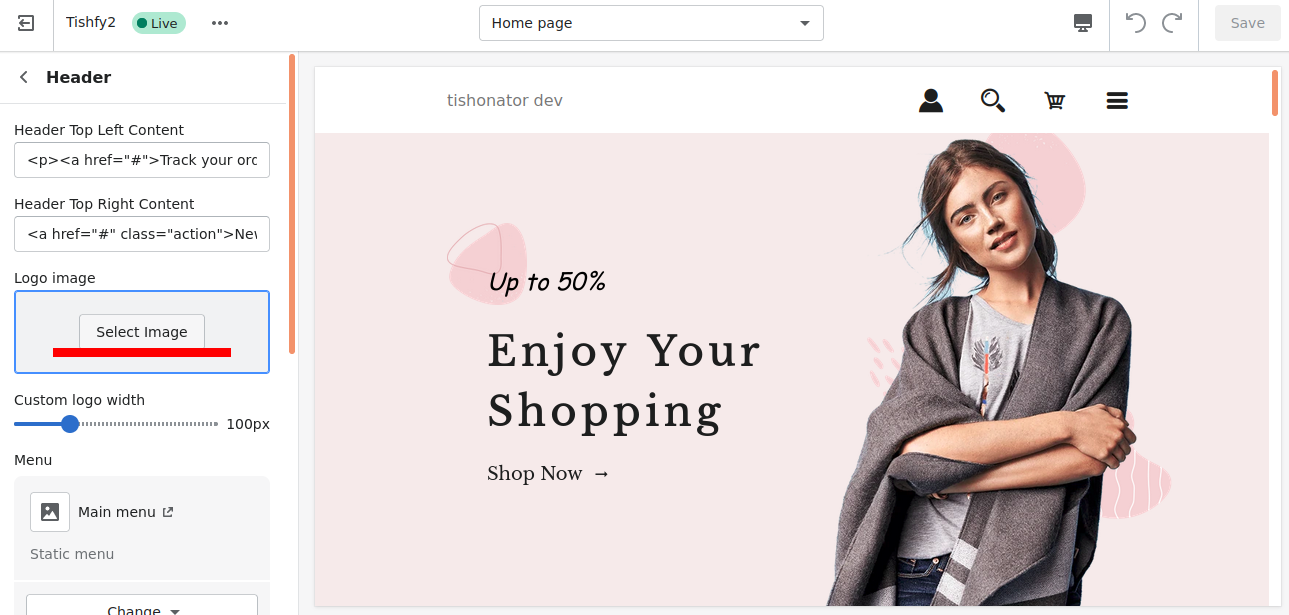 Tishfy2 Live Home page Save
Header
Header Top Left Content
<p><a href="#">Track your orc
Header Top Right Content
<a href="#" class="action">Nev
Logo image
Select Image
Custom logo width
100px
Menu
Main menu
Static menu
Change
tishonator dev
Up to 50%
Enjoy Your
Shopping
Shop Now →